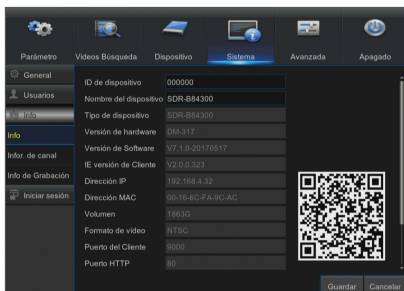 Parámetro Vídeos Búsqueda Dispositivo Sistema Avanzada Apagado
General
Usuarios
Info
Info
Infor. de canal
Info de Grabación
Iniciar sesión
ID de dispositivo 000000
Nombre del dispositivo SDR-B84300
Tipo de dispositivo SDR-B84300
Versión de hardware DM-317
Versión de Software V7.1.0-20170517
IE versión de Cliente V2.0.0.323
Dirección IP 192.168.4.32
Dirección MAC 00-16-6C-FA-9C-AC
Volumen 1863G
Formato de vídeo NTSC
Puerto del Cliente 9000
Puerto HTTP 80
Guardar Cancelar